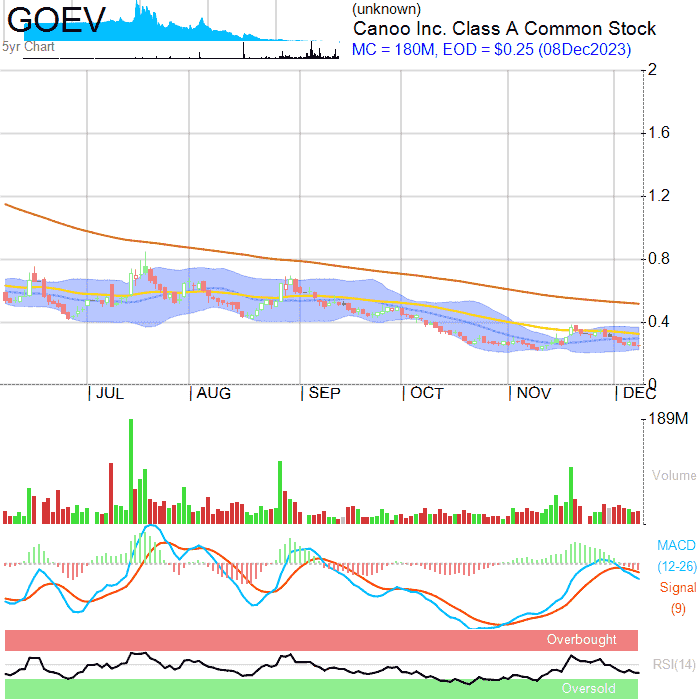 GOEV
5yr Chart
(unknown)
Canoo Inc. Class A Common Stock
MC = 180M, EOD = $0.25 (08Dec2023)
2
1.6
1.2
0.8
0.4
0
JUL
AUG
SEP
OCT
NOV
DEC
189M
Volume
MACD
(12-26)
Signal
(9)
Overbought
RSI(14)
Oversold